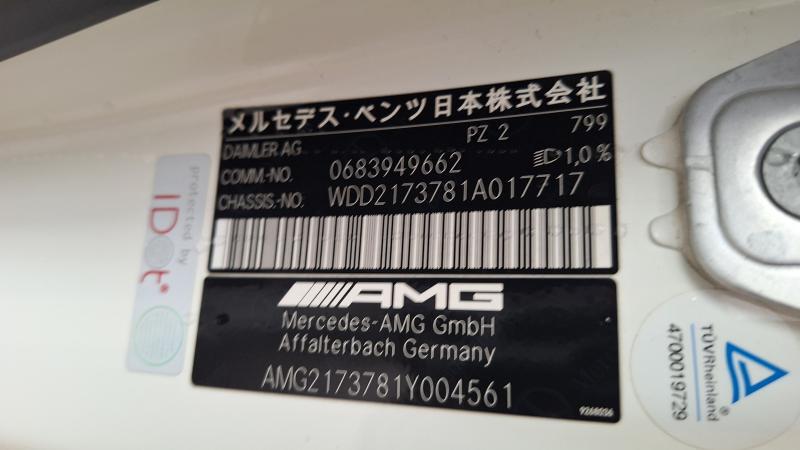 メルセデス・ベンツ日本株式会社
PZ 2 799
DAIMLER AG
COMM.-NO. 0683949662 1,0%
CHASSIS.-NO. WDD2173781A017717
AMG
Mercedes-AMG GmbH
Affalterbach Germany
AMG2173781Y004561
9268036
protected by
IDOt
TÜVRheinland
®
4700019729